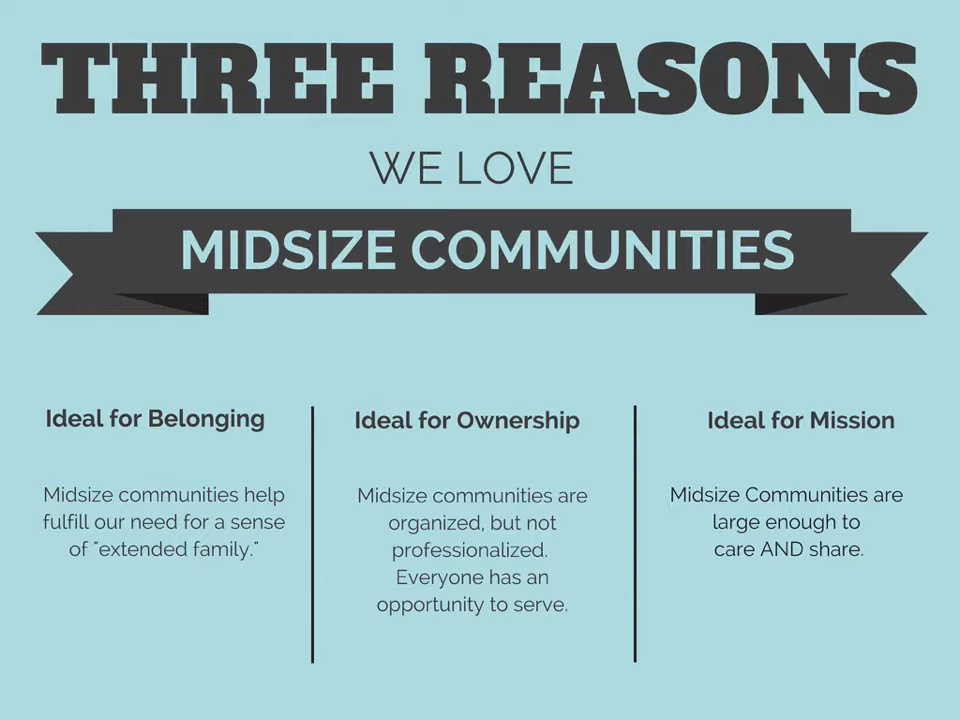 THREE REASONS
WE LOVE
MIDSIZE COMMUNITIES
Ideal for Belonging
Midsize communities help
fulfill our need for a sense
of "extended family."
Ideal for Ownership
Midsize communities are
organized, but not
professionalized.
Everyone has an
opportunity to serve.
Ideal for Mission
Midsize Communities are
large enough to
care AND share.